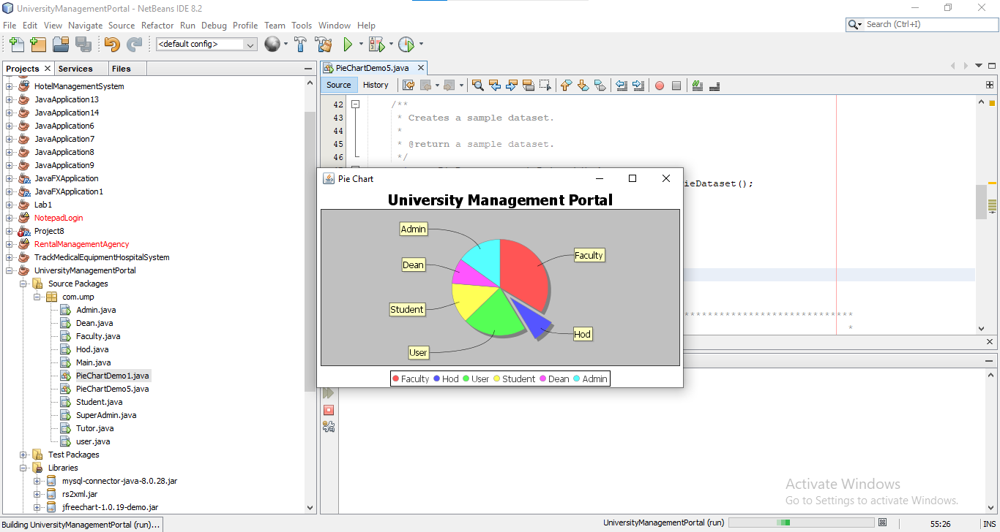 UniversityManagementPortal - NetBeans IDE 8.2
File Edit View Navigate Source Refactor Run Debug Profile Team Tools Window Help
Search (Ctrl+I)
<default config>
Projects Services Files
HotelManagementSystem
JavaApplication13
JavaApplication14
JavaApplication6
JavaApplication7
JavaApplication8
JavaApplication9
JavaFXApplication
JavaFXApplication1
Lab1
NotepadLogin
Project8
RentalManagementAgency
TrackMedicalEquipmentHospitalSystem
UniversityManagementPortal
Source Packages
com.ump
Admin.java
Dean.java
Faculty.java
Hod.java
Main.java
PieChartDemo1.java
PieChartDemo5.java
Student.java
SuperAdmin.java
Tutor.java
user.java
Test Packages
Libraries
mysql-connector-java-8.0.28.jar
rs2xml.jar
jfreechart-1.0.19-demo.jar
PieChartDemo5.java
Source History
42 /**
43 * Creates a sample dataset.
44 *
45 * @return a sample dataset.
46 */
ieDataset();
*****************************
*
Pie Chart
University Management Portal
Admin
Faculty
Dean
Student
Hod
User
Faculty Hod User Student Dean Admin
Activate Windows
Go to Settings to activate Windows.
Building UniversityManagementPortal (run)...
UniversityManagementPortal (run)
55:26
INS